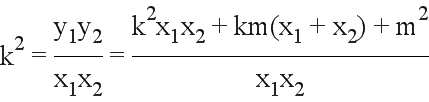 k² = y₁y₂ / x₁x₂ = k²x₁x₂ + km(x₁ + x₂) + m² / x₁x₂